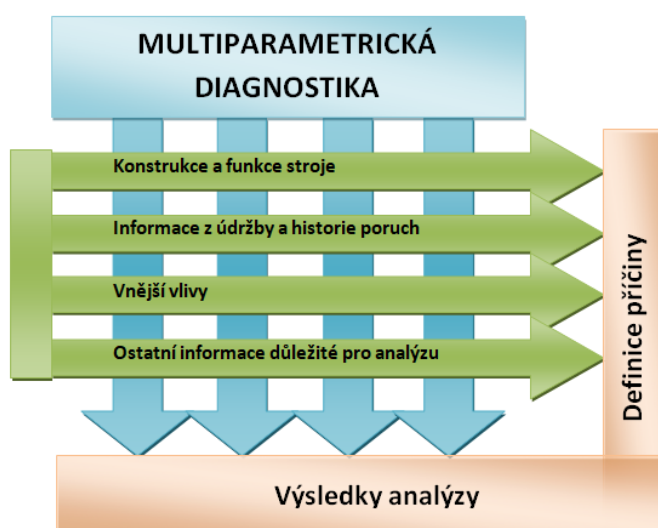 MULTIPARAMETRICKÁ
DIAGNOSTIKA
Konstrukce a funkce stroje
Informace z údržby a historie poruch
Vnější vlivy
Ostatní informace důležité pro analýzu
Definice příčiny
Výsledky analýzy